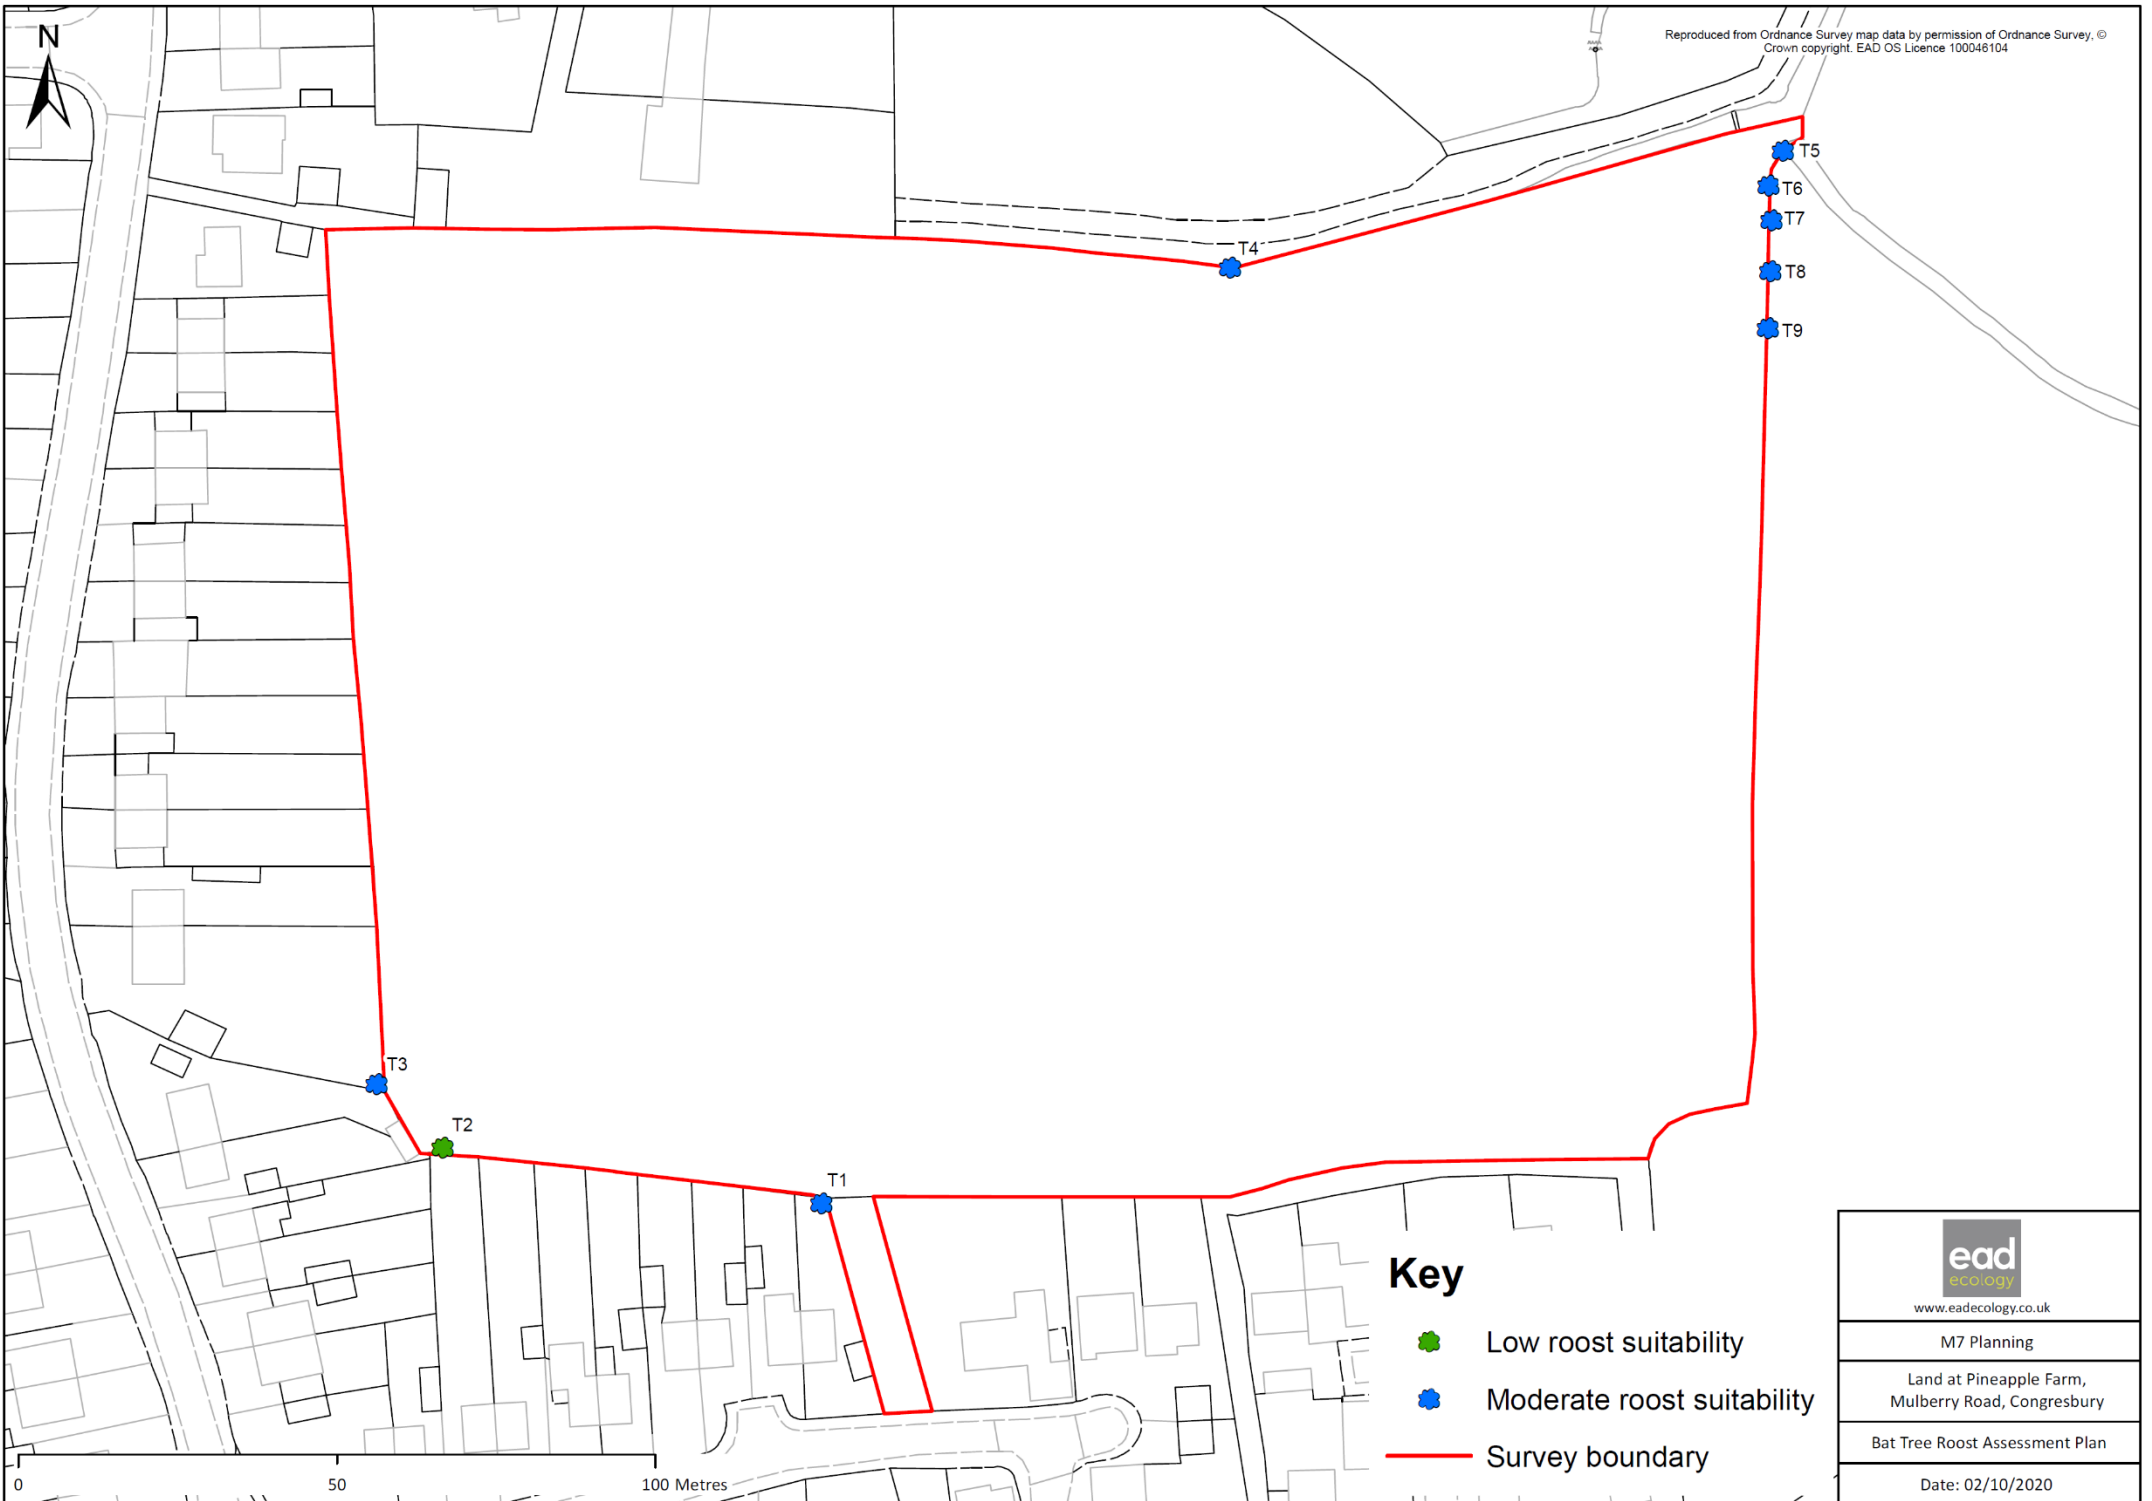 N
Reproduced from Ordnance Survey map data by permission of Ordnance Survey, ©
Crown copyright. EAD OS Licence 100046104
T5
T6
T7
T4
T8
T9
T3
T2
T1
Key
Low roost suitability
Moderate roost suitability
Survey boundary
ead
ecology
www.eadecology.co.uk
M7 Planning
Land at Pineapple Farm,
Mulberry Road, Congresbury
Bat Tree Roost Assessment Plan
Date: 02/10/2020
0 50 100 Metres